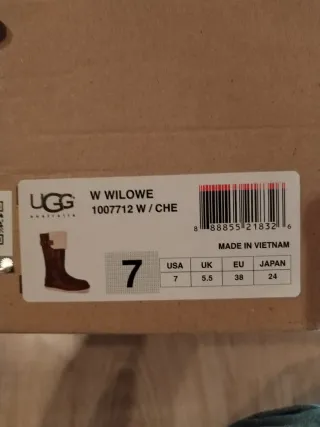 UGG
australia
W WILOWE
1007712 W / CHE
8 88855 21832 6
MADE IN VIETNAM
7
USA UK EU JAPAN
7 5.5 38 24